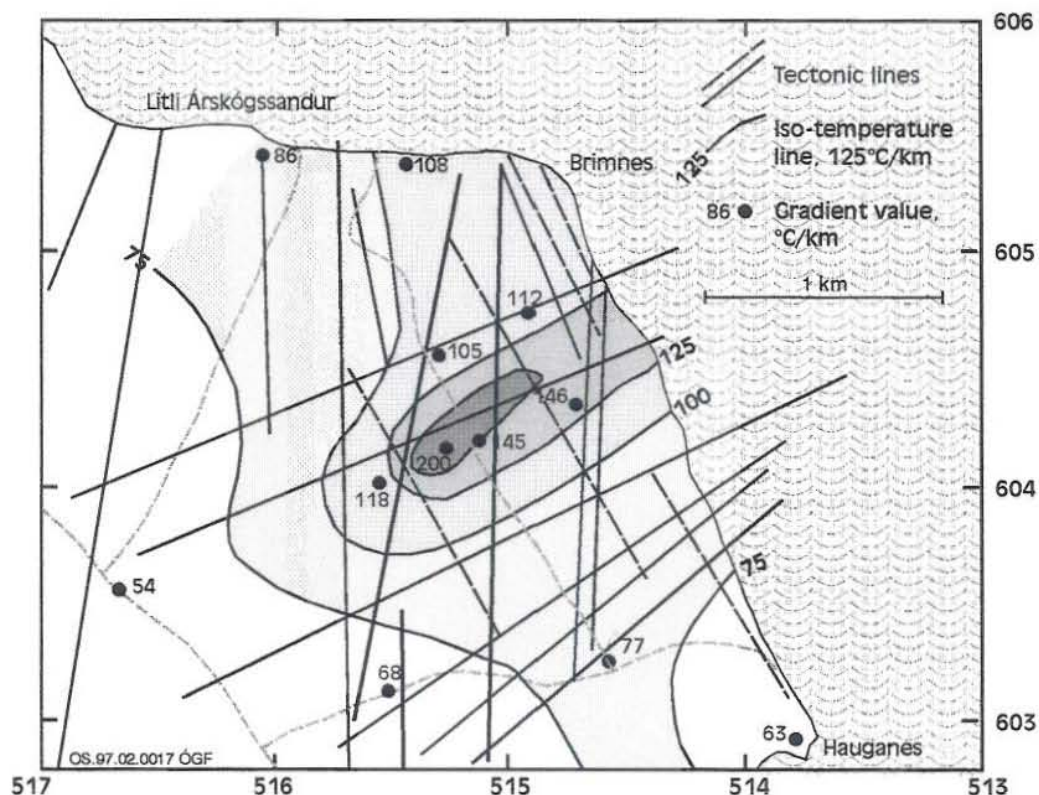 606
Tectonic lines
Litli Árskógssandur
Iso-temperature
line, 125°C/km
125
86
108
Brimnes
86
Gradient value,
°C/km
605
75
1 km
112
105
125
146
100
145
200
118
604
75
54
77
68
603
63
Hauganes
OS.97.02.0017 ÓGF
517
516
515
514
513